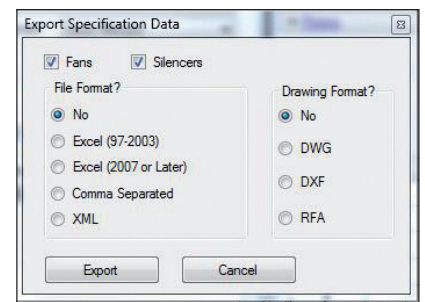 Export Specification Data
Fans Silencers
File Format?
No
Excel (97-2003)
Excel (2007 or Later)
Comma Separated
XML
Drawing Format?
No
DWG
DXF
RFA
Export Cancel